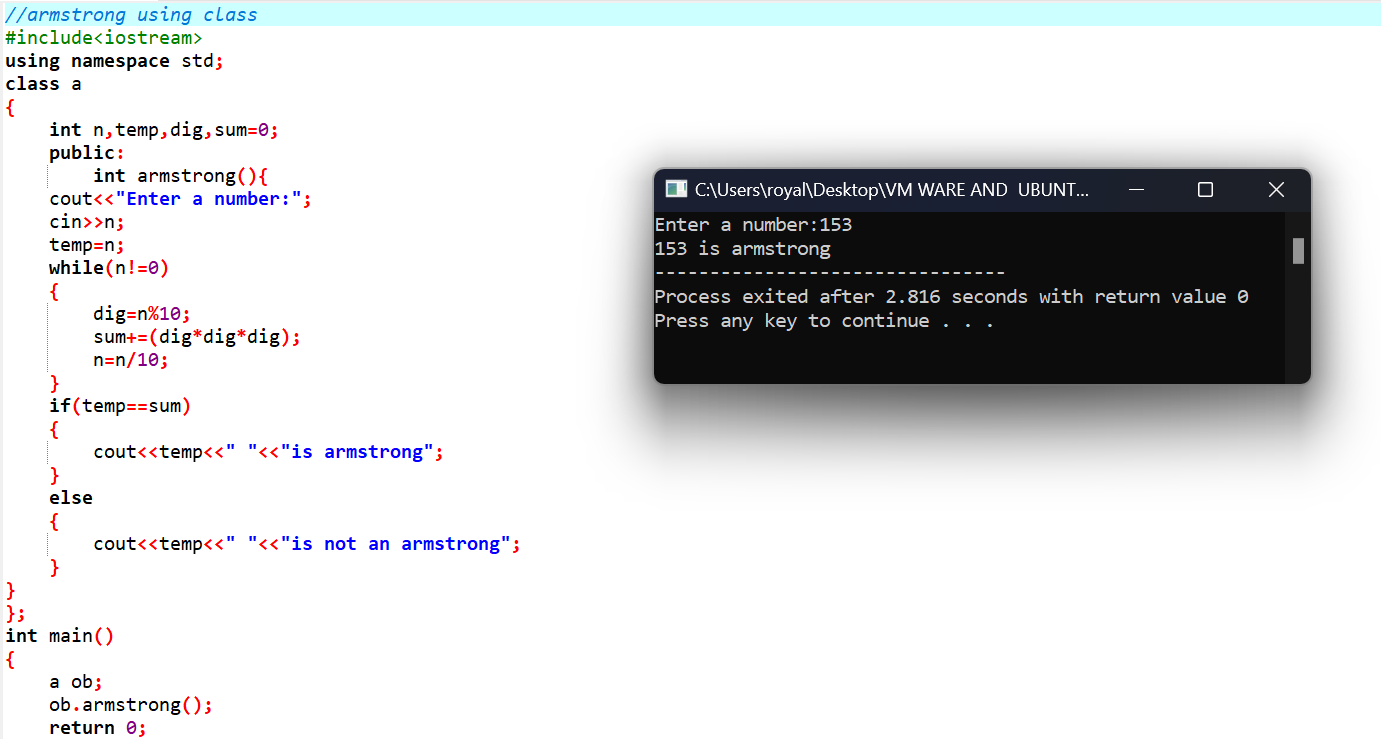 //armstrong using class
#include<iostream>
using namespace std;
class a
{
    int n,temp,dig,sum=0;
    public:
        int armstrong(){
    cout<<"Enter a number:";
    cin>>n;
    temp=n;
    while(n!=0)
    {
        dig=n%10;
        sum+=(dig*dig*dig);
        n=n/10;
    }
    if(temp==sum)
    {
        cout<<temp<<" "<<"is armstrong";
    }
    else
    {
        cout<<temp<<" "<<"is not an armstrong";
    }
}
};
int main()
{
    a ob;
    ob.armstrong();
    return 0;
C:\Users\royal\Desktop\VM WARE AND  UBUNT...
Enter a number:153
153 is armstrong
--------------------------------
Process exited after 2.816 seconds with return value 0
Press any key to continue . . .